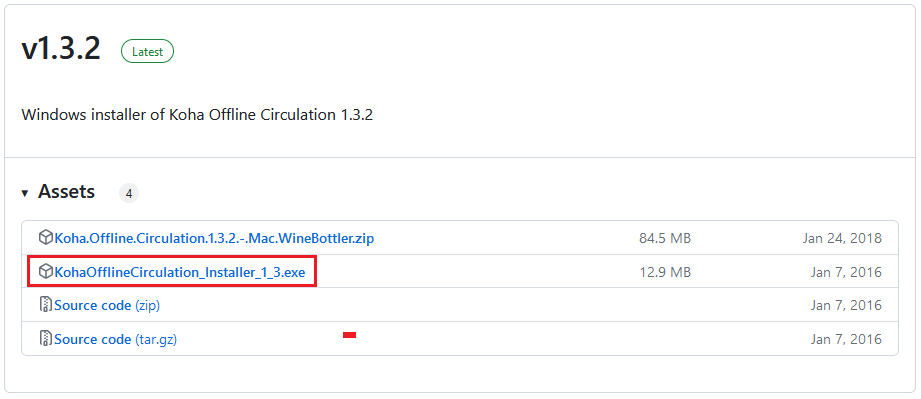 v1.3.2 Latest
Windows installer of Koha Offline Circulation 1.3.2
Assets 4
Koha.Offline.Circulation.1.3.2.-.Mac.WineBottler.zip 84.5 MB Jan 24, 2018
KohaOfflineCirculation_Installer_1_3.exe 12.9 MB Jan 7, 2016
Source code (zip) Jan 7, 2016
Source code (tar.gz) Jan 7, 2016